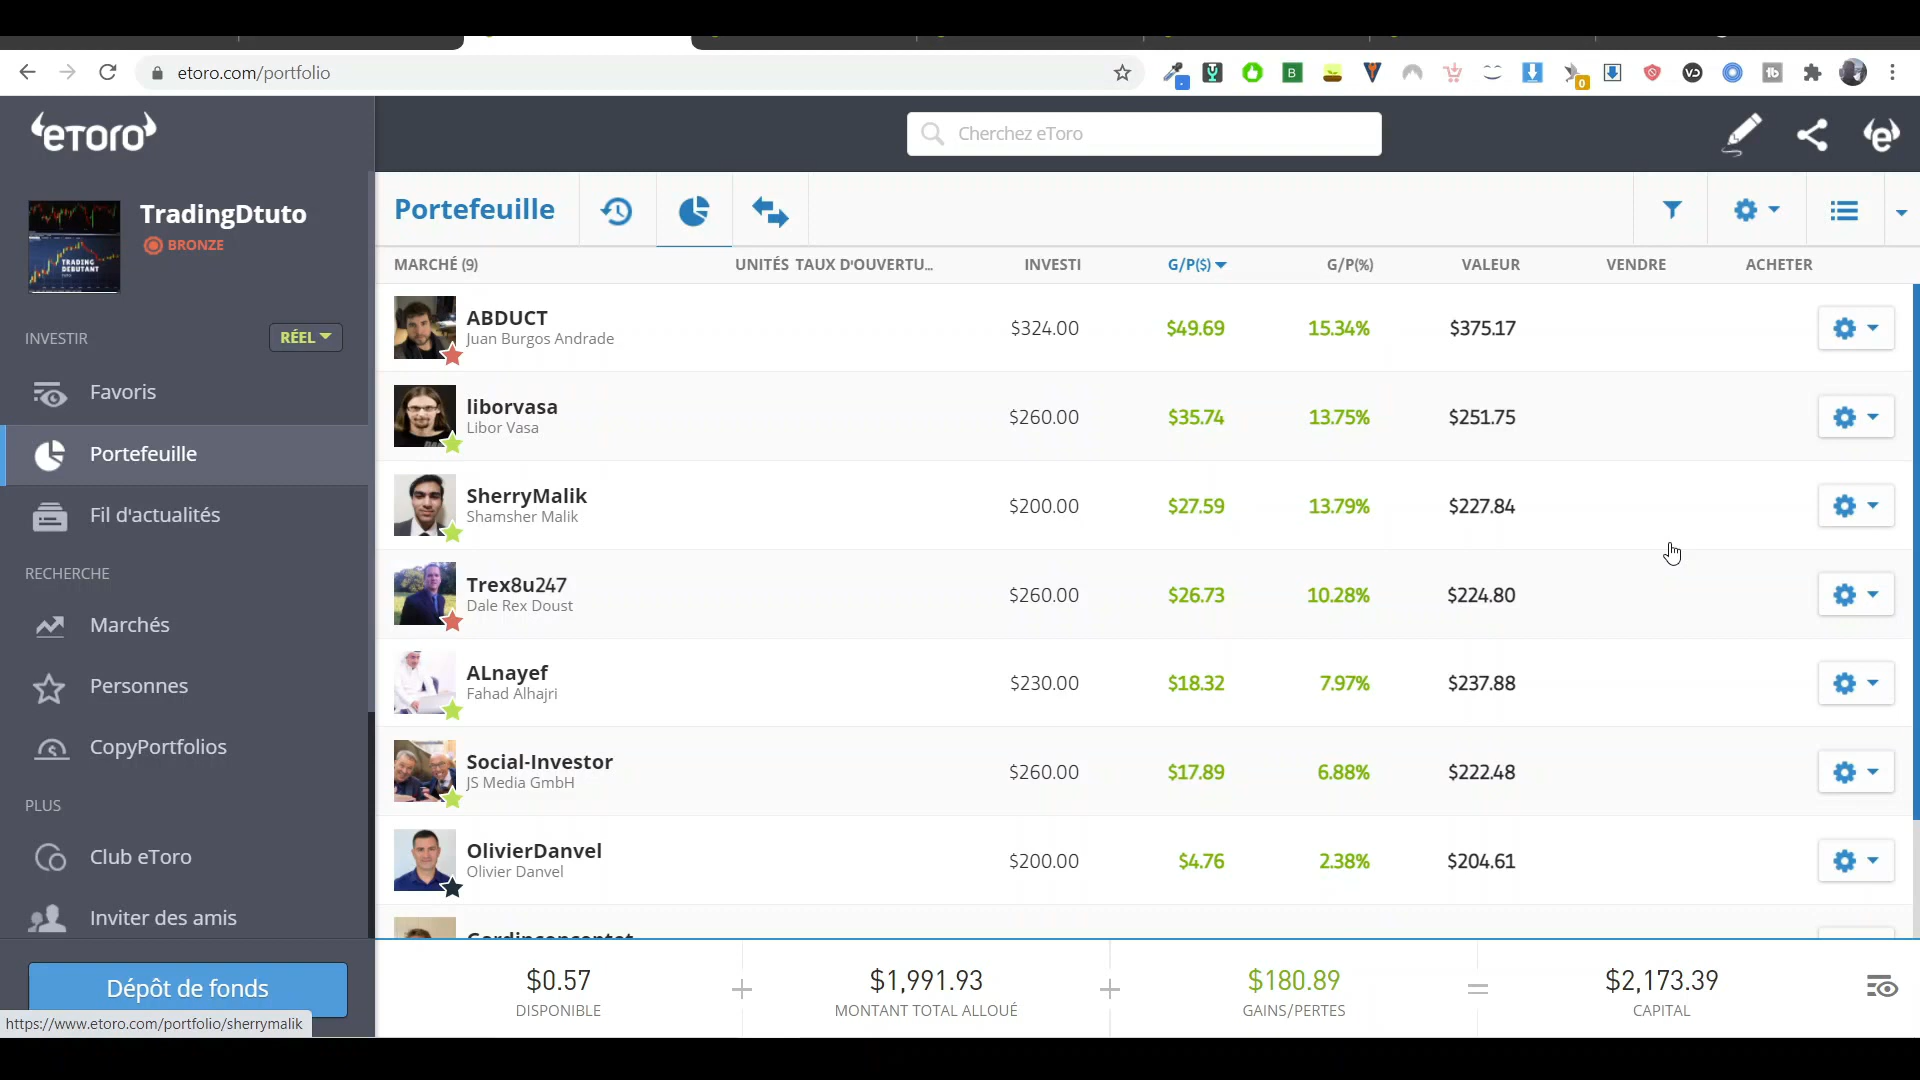 etoro.com/portfolio
eTORO
Cherchez eToro
TradingDtuto
BRONZE
TRADING
DEBUTANT
INVESTIR
RÉEL
Favoris
Portefeuille
Fil d'actualités
RECHERCHE
Marchés
Personnes
CopyPortfolios
PLUS
Club eToro
Inviter des amis
Dépôt de fonds
https://www.etoro.com/portfolio/sherrymalik
Portefeuille
MARCHÉ (9) UNITÉS TAUX D'OUVERTU... INVESTI G/P($) G/P(%) VALEUR VENDRE ACHETER
ABDUCT
Juan Burgos Andrade
$324.00 $49.69 15.34% $375.17
liborvasa
Libor Vasa
$260.00 $35.74 13.75% $251.75
SherryMalik
Shamsher Malik
$200.00 $27.59 13.79% $227.84
Trex8u247
Dale Rex Doust
$260.00 $26.73 10.28% $224.80
ALnayef
Fahad Alhajri
$230.00 $18.32 7.97% $237.88
Social-Investor
JS Media GmbH
$260.00 $17.89 6.88% $222.48
OlivierDanvel
Olivier Danvel
$200.00 $4.76 2.38% $204.61
$0.57 + $1,991.93 + $180.89 = $2,173.39
DISPONIBLE MONTANT TOTAL ALLOUÉ GAINS/PERTES CAPITAL